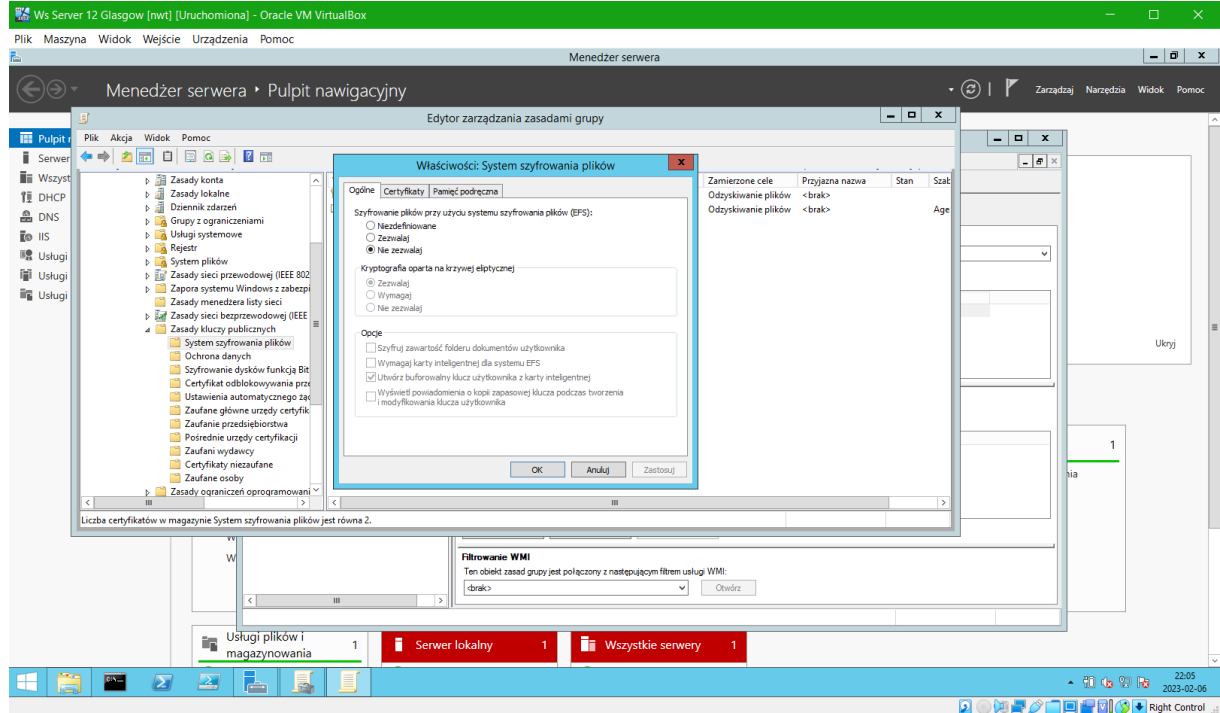 Ws Server 12 Glasgow [nwt] [Uruchomiona] - Oracle VM VirtualBox
Plik Maszyna Widok Wejście Urządzenia Pomoc
Menedżer serwera
Menedżer serwera • Pulpit nawigacyjny
Zarządzaj Narzędzia Widok Pomoc
Edytor zarządzania zasadami grupy
Plik Akcja Widok Pomoc
Pulpit
Serwer
Wszyst
DHCP
DNS
IIS
Usługi
Usługi
Usługi
Zasady konta
Zasady lokalne
Dziennik zdarzeń
Grupy z ograniczeniami
Usługi systemowe
Rejestr
System plików
Zasady sieci przewodowej (IEEE 802
Zapora systemu Windows z zabezpi
Zasady menedżera listy sieci
Zasady sieci bezprzewodowej (IEEE
Zasady kluczy publicznych
System szyfrowania plików
Ochrona danych
Szyfrowanie dysków funkcją Bit
Certyfikat odblokowywania prze
Ustawienia automatycznego żąd
Zaufane główne urzędy certyfik
Zaufanie przedsiębiorstwa
Pośrednie urzędy certyfikacji
Zaufani wydawcy
Certyfikaty niezaufane
Zaufane osoby
Zasady ograniczeń oprogramowani
Liczba certyfikatów w magazynie System szyfrowania plików jest równa 2.
Właściwości: System szyfrowania plików
Ogólne Certyfikaty Pamięć podręczna
Szyfrowanie plików przy użyciu systemu szyfrowania plików (EFS):
Niezdefiniowane
Zezwalaj
Nie zezwalaj
Kryptografia oparta na krzywej eliptycznej
Zezwalaj
Wymagaj
Nie zezwalaj
Opcje
Szyfruj zawartość folderu dokumentów użytkownika
Wymagaj karty inteligentnej dla systemu EFS
Utwórz buforowalny klucz użytkownika z karty inteligentnej
Wyświetl powiadomienia o kopii zapasowej klucza podczas tworzenia
i modyfikowania klucza użytkownika
OK Anuluj Zastosuj
Zamierzone cele Przyjazna nazwa Stan Szab
Odzyskiwanie plików <brak>
Odzyskiwanie plików <brak> Age
Ukryj
1
nia
W
Filtrowanie WMI
Ten obiekt zasad grupy jest połączony z następującym filtrem usługi WMI:
<brak> Otwórz
Usługi plików i
magazynowania 1
Serwer lokalny 1
Wszystkie serwery 1
22:05
2023-02-06
Right Control